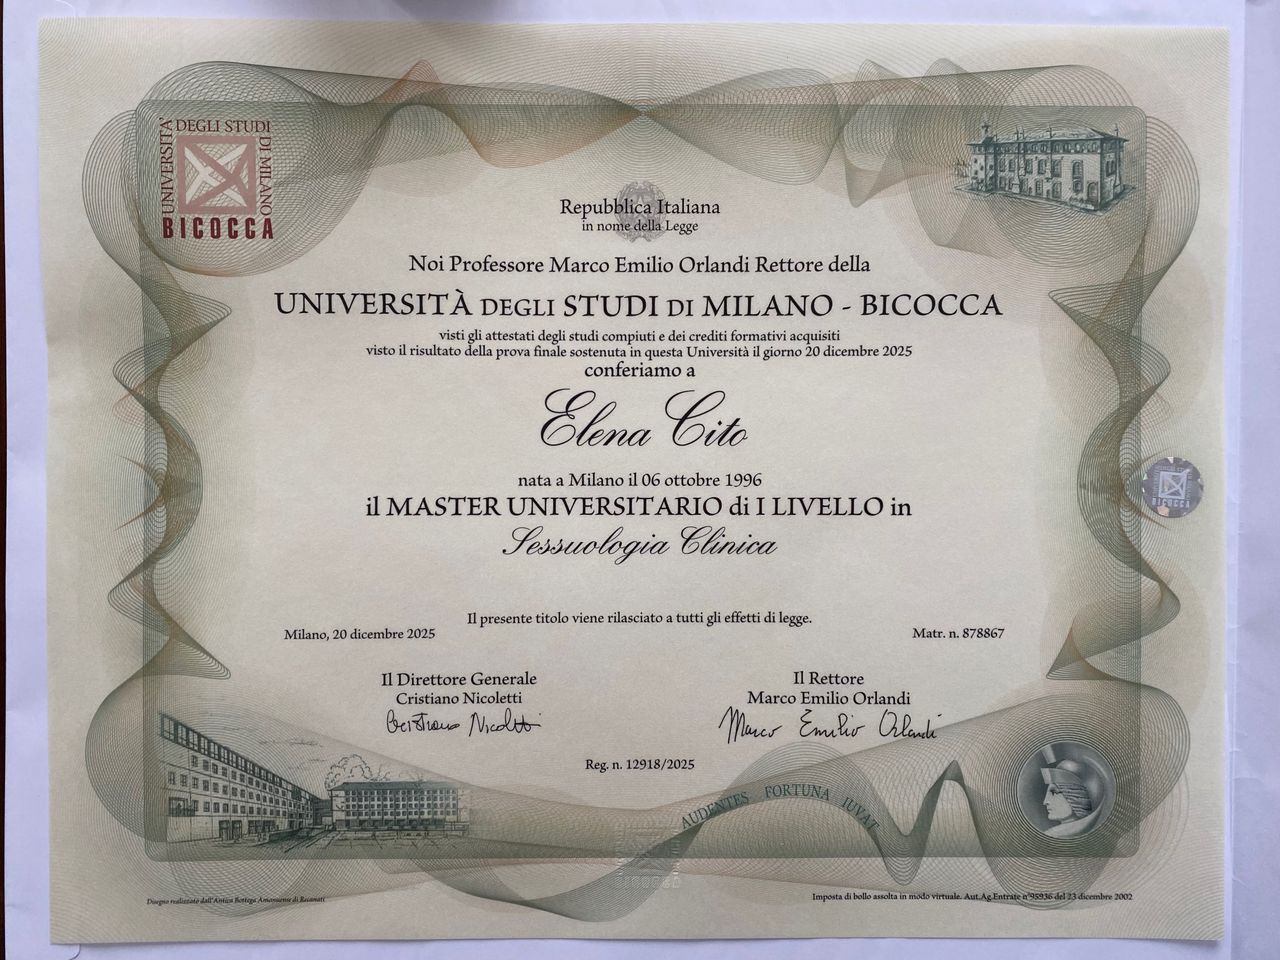 UNIVERSITÀ DEGLI STUDI DI MILANO
BICOCCA
Repubblica Italiana
in nome della Legge
Noi Professore Marco Emilio Orlandi Rettore della
UNIVERSITÀ DEGLI STUDI DI MILANO - BICOCCA
visti gli attestati degli studi compiuti e dei crediti formativi acquisiti
visto il risultato della prova finale sostenuta in questa Università il giorno 20 dicembre 2025
conferiamo a
Elena Cito
nata a Milano il 06 ottobre 1996
il MASTER UNIVERSITARIO di I LIVELLO in
Sessuologia Clinica
BICOCCA
Il presente titolo viene rilasciato a tutti gli effetti di legge.
Milano, 20 dicembre 2025
Matr. n. 878867
Il Direttore Generale
Cristiano Nicoletti
Cristiano Nicoletti
Il Rettore
Marco Emilio Orlandi
Marco Emilio Orlandi
Reg. n. 12918/2025
AUDENTES FORTUNA IUVAT
BICOCCA
Disegno realizzato dall'Antica Bottega Amanuense di Recanati
Imposta di bollo assolta in modo virtuale. Aut.Ag.Entrate n°95936 del 23 dicembre 2002